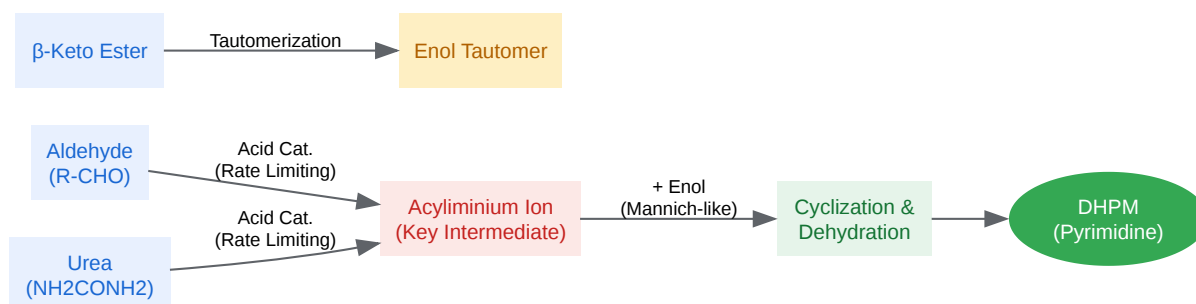 β-Keto Ester
Tautomerization
Enol Tautomer
Aldehyde
(R-CHO)
Acid Cat.
(Rate Limiting)
Urea
(NH2CONH2)
Acid Cat.
(Rate Limiting)
Acyliminium Ion
(Key Intermediate)
+ Enol
(Mannich-like)
Cyclization &
Dehydration
DHPM
(Pyrimidine)